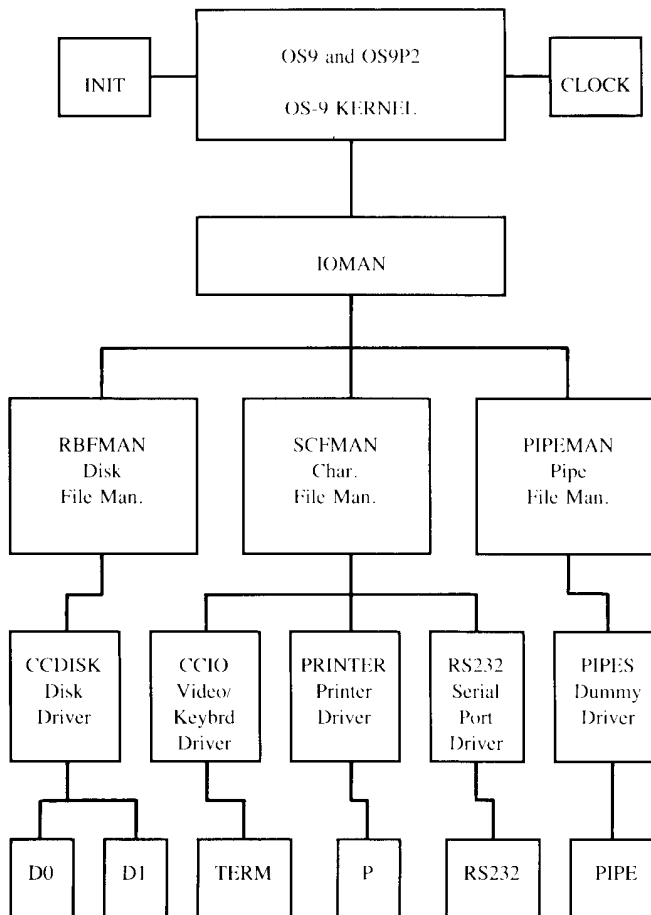 OS9 and OS9P2
INIT
CLOCK
OS-9 KERNEL
IOMAN
RBFMAN
Disk
File Man.
SCFMAN
Char.
File Man.
PIPEMAN
Pipe
File Man.
CCDISK
Disk
Driver
CCIO
Video/
Keybrd
Driver
PRINTER
Printer
Driver
RS232
Serial
Port
Driver
PIPES
Dummy
Driver
D0
D1
TERM
P
RS232
PIPE